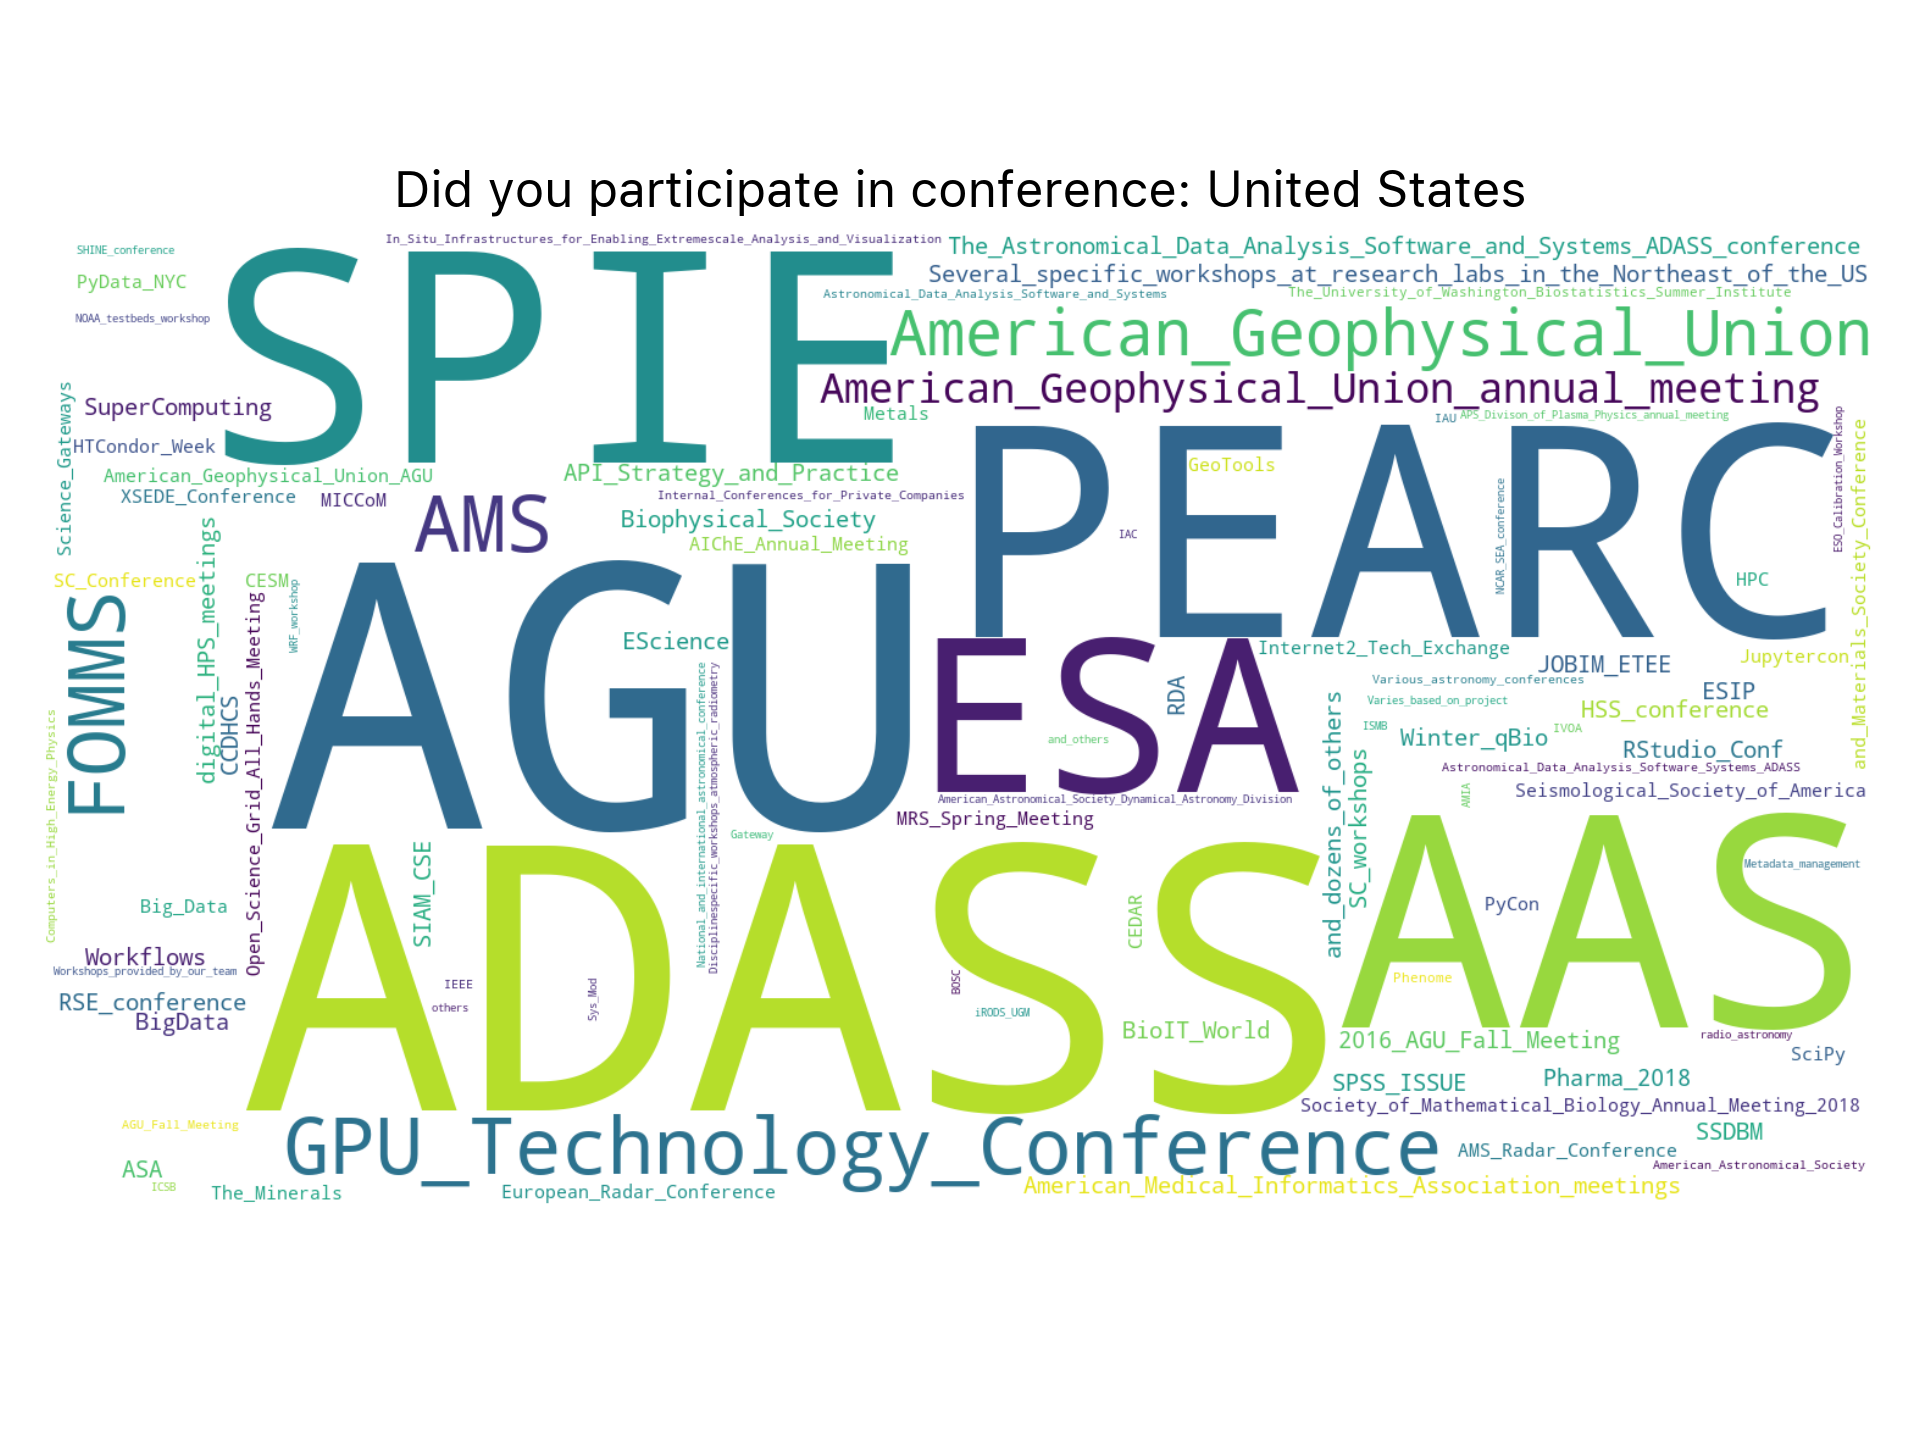 Did you participate in conference: United States
SHINE_conference
In_Situ_Infrastructures_for_Enabling_Extremescale_Analysis_and_Visualization
The_Astronomical_Data_Analysis_Software_and_Systems_ADASS_conference
PyData_NYC
SPIE
Several_specific_workshops_at_research_labs_in_the_Northeast_of_the_US
Astronomical_Data_Analysis_Software_and_Systems
The_University_of_Washington_Biostatistics_Summer_Institute
NOAA_testbeds_workshop
American_Geophysical_Union
American_Geophysical_Union_annual_meeting
Science_Gateways
SuperComputing
Metals
IAU
APS_Divison_of_Plasma_Physics_annual_meeting
ESO_Calibration_Workshop
and_Materials_Society_Conference
HTCondor_Week
American_Geophysical_Union_AGU
API_Strategy_and_Practice
PEARC
GeoTools
XSEDE_Conference
MICCoM
AMS
Internal_Conferences_for_Private_Companies
NCAR_SEA_conference
Biophysical_Society
IAC
AIChE_Annual_Meeting
digital_HPS_meetings
SC_Conference
CESM
HPC
WRF_workshop
FOMMS
AGU
EScience
ESA
Internet2_Tech_Exchange
JOBIM_ETEE
Jupytercon
Open_Science_Grid_All_Hands_Meeting
CCDHCS
RDA
Various_astronomy_conferences
ESIP
Varies_based_on_project
HSS_conference
National_and_international_astronomical_conference
Disciplinespecific_workshops_atmospheric_radiometry
and_others
and_dozens_of_others
ISMB
IVOA
Winter_qBio
RStudio_Conf
SC_workshops
Computers_in_High_Energy_Physics
Astronomical_Data_Analysis_Software_Systems_ADASS
AMIA
Seismological_Society_of_America
American_Astronomical_Society_Dynamical_Astronomy_Division
MRS_Spring_Meeting
Gateway
ADASS
AAS
SIAM_CSE
Metadata_management
Big_Data
CEDAR
PyCon
Workflows
Workshops_provided_by_our_team
IEEE
Sys_Mod
BOSC
Phenome
RSE_conference
others
iRODS_UGM
BigData
BioIT_World
2016_AGU_Fall_Meeting
radio_astronomy
SciPy
SPSS_ISSUE
Pharma_2018
Society_of_Mathematical_Biology_Annual_Meeting_2018
AGU_Fall_Meeting
GPU_Technology_Conference
SSDBM
AMS_Radar_Conference
American_Astronomical_Society
ASA
ICSB
The_Minerals
European_Radar_Conference
American_Medical_Informatics_Association_meetings